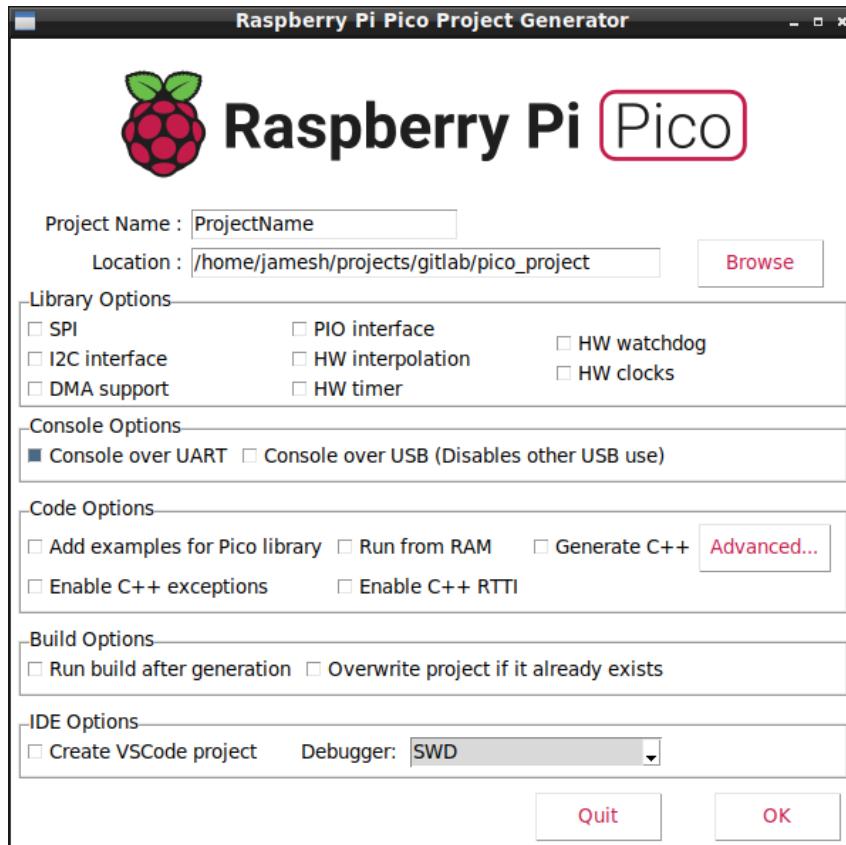 Raspberry Pi Pico Project Generator
Raspberry Pi Pico
Project Name : ProjectName
Location : /home/jamesh/projects/gitlab/pico_project Browse
Library Options
SPI PIO interface HW watchdog
I2C interface HW interpolation HW clocks
DMA support HW timer
Console Options
Console over UART Console over USB (Disables other USB use)
Code Options
Add examples for Pico library Run from RAM Generate C++ Advanced...
Enable C++ exceptions Enable C++ RTTI
Build Options
Run build after generation Overwrite project if it already exists
IDE Options
Create VSCode project Debugger: SWD
Quit OK